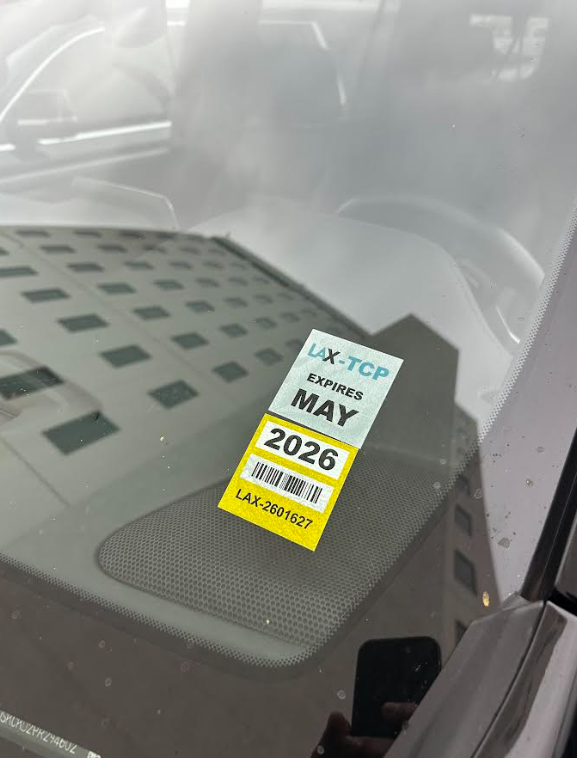 LAX-TCP
EXPIRES
MAY
2026
LAX-2601627